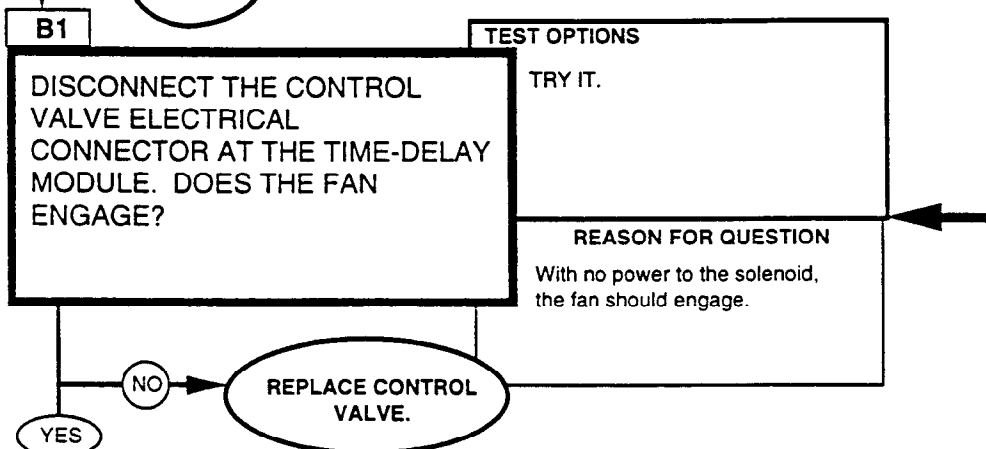 B1
DISCONNECT THE CONTROL
VALVE ELECTRICAL
CONNECTOR AT THE TIME-DELAY
MODULE. DOES THE FAN
ENGAGE?
TEST OPTIONS
TRY IT.
REASON FOR QUESTION
With no power to the solenoid,
the fan should engage.
NO
REPLACE CONTROL
VALVE.
YES